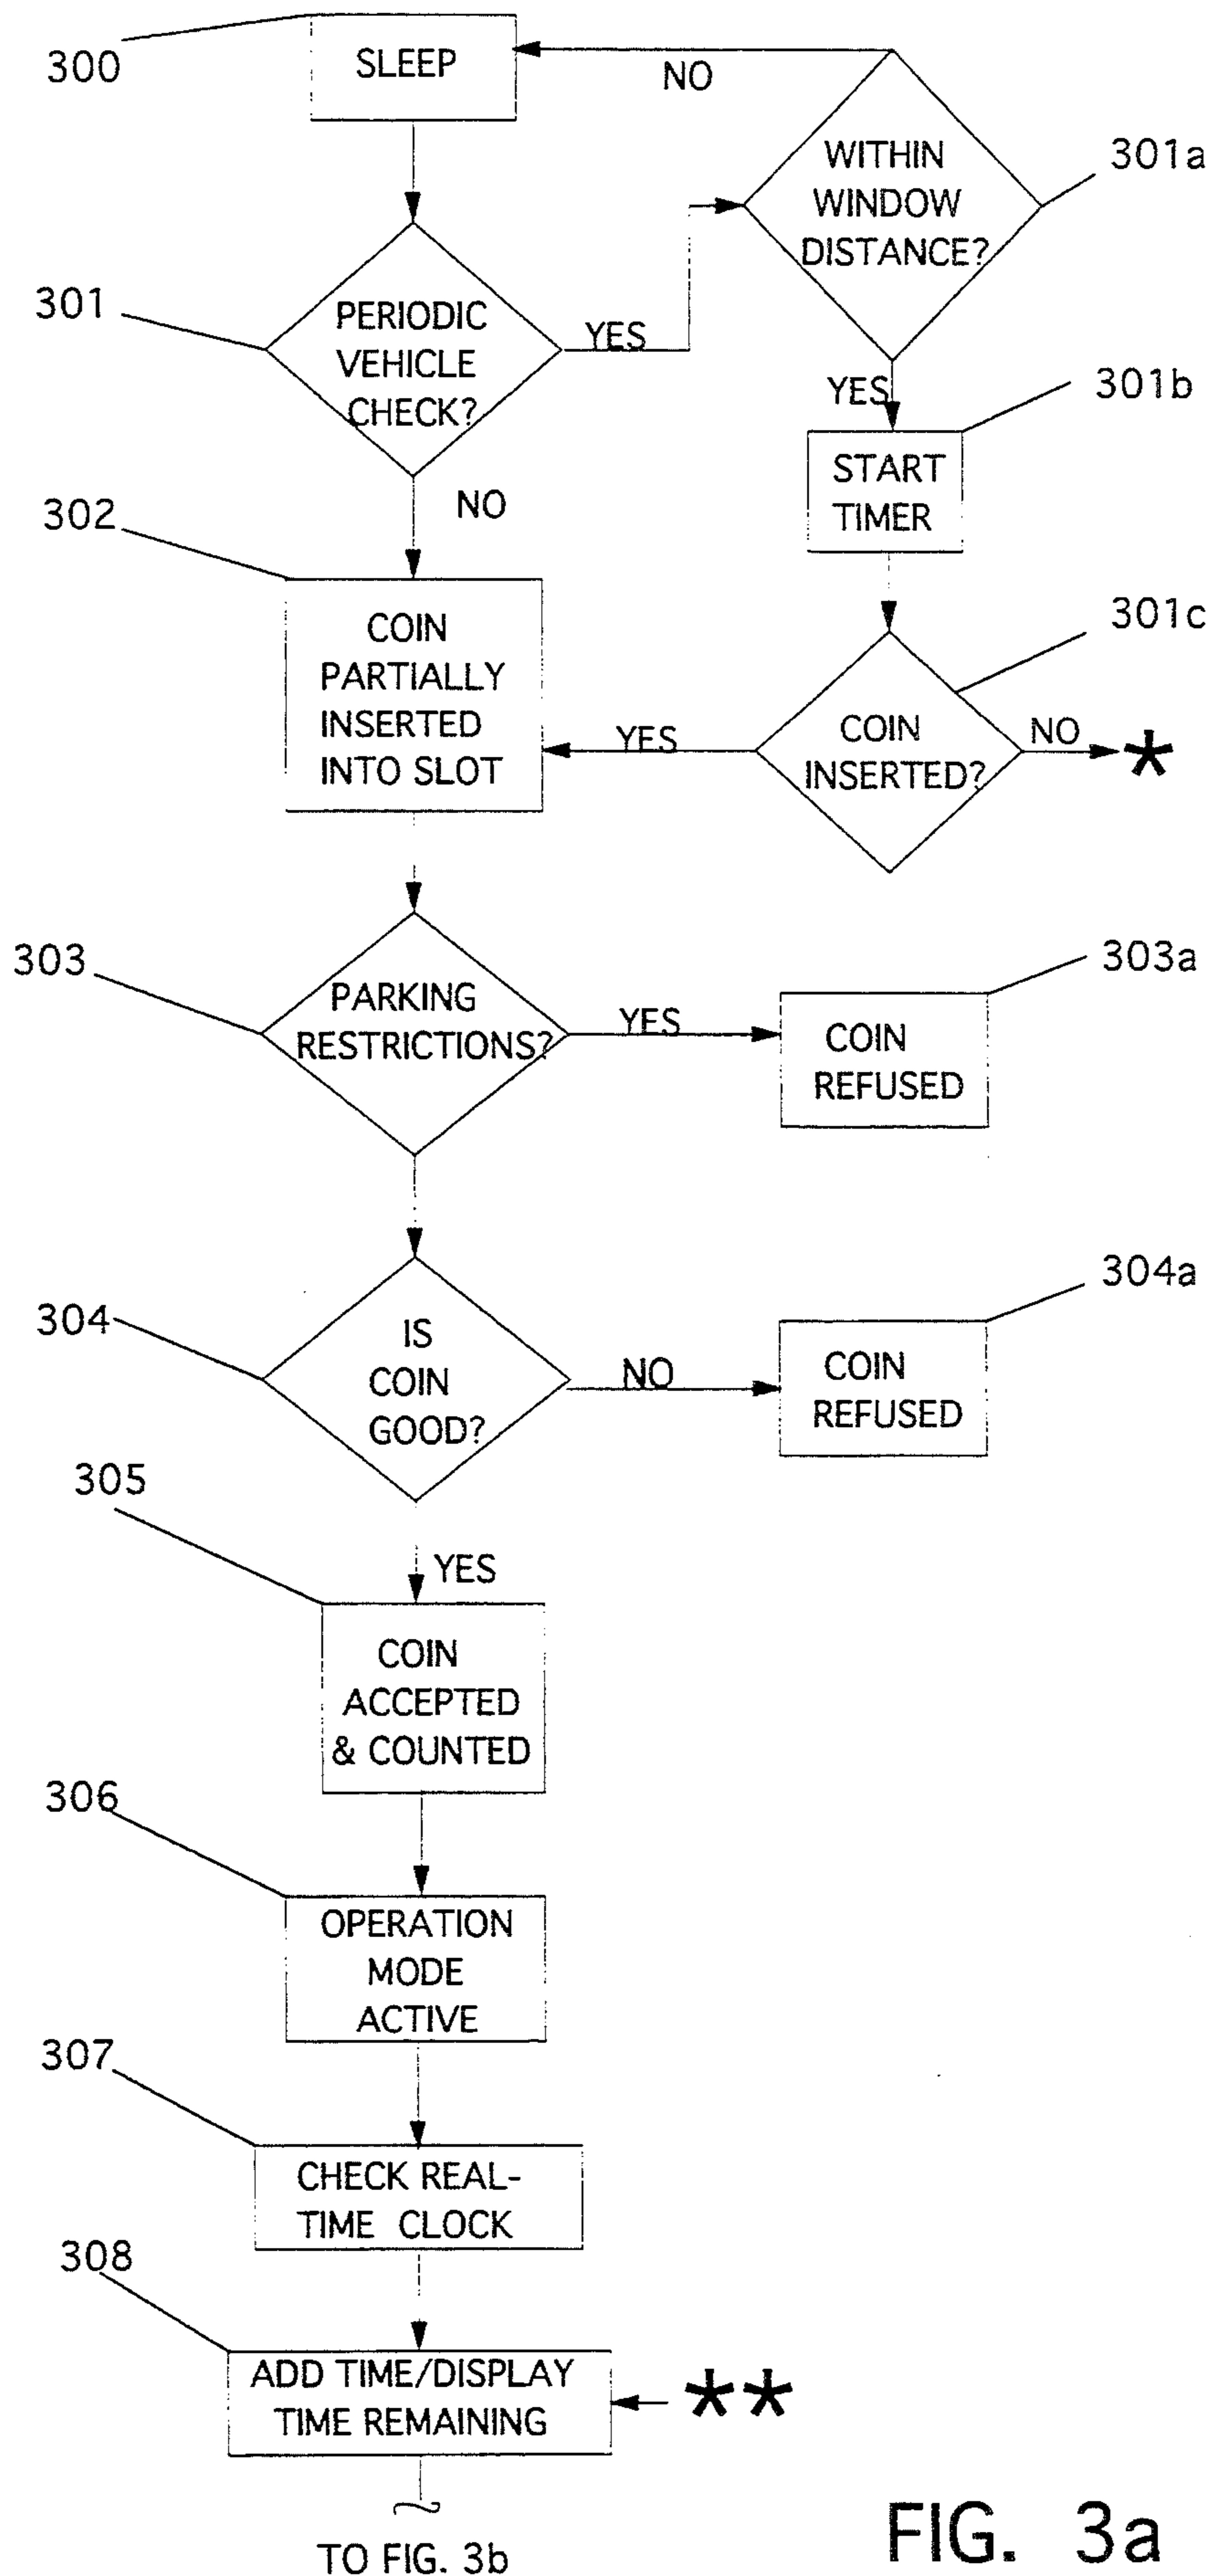 300
SLEEP
NO
WITHIN
WINDOW
DISTANCE?
301a
301
PERIODIC
VEHICLE
CHECK?
YES
YES
301b
START
TIMER
NO
302
COIN
PARTIALLY
INSERTED
INTO SLOT
YES
301c
COIN
INSERTED?
NO
*
303
PARKING
RESTRICTIONS?
YES
303a
COIN
REFUSED
304
IS
COIN
GOOD?
NO
304a
COIN
REFUSED
305
YES
COIN
ACCEPTED
& COUNTED
306
OPERATION
MODE
ACTIVE
307
CHECK REAL-
TIME CLOCK
308
ADD TIME/DISPLAY
TIME REMAINING
**
TO FIG. 3b
FIG. 3a